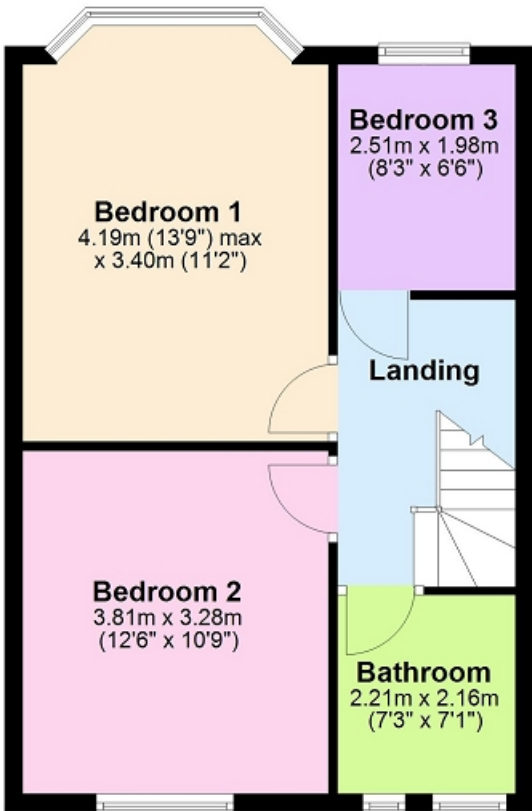 Bedroom 1
4.19m (13'9") max
x 3.40m (11'2")
Bedroom 3
2.51m x 1.98m
(8'3" x 6'6")
Landing
Bedroom 2
3.81m x 3.28m
(12'6" x 10'9")
Bathroom
2.21m x 2.16m
(7'3" x 7'1")